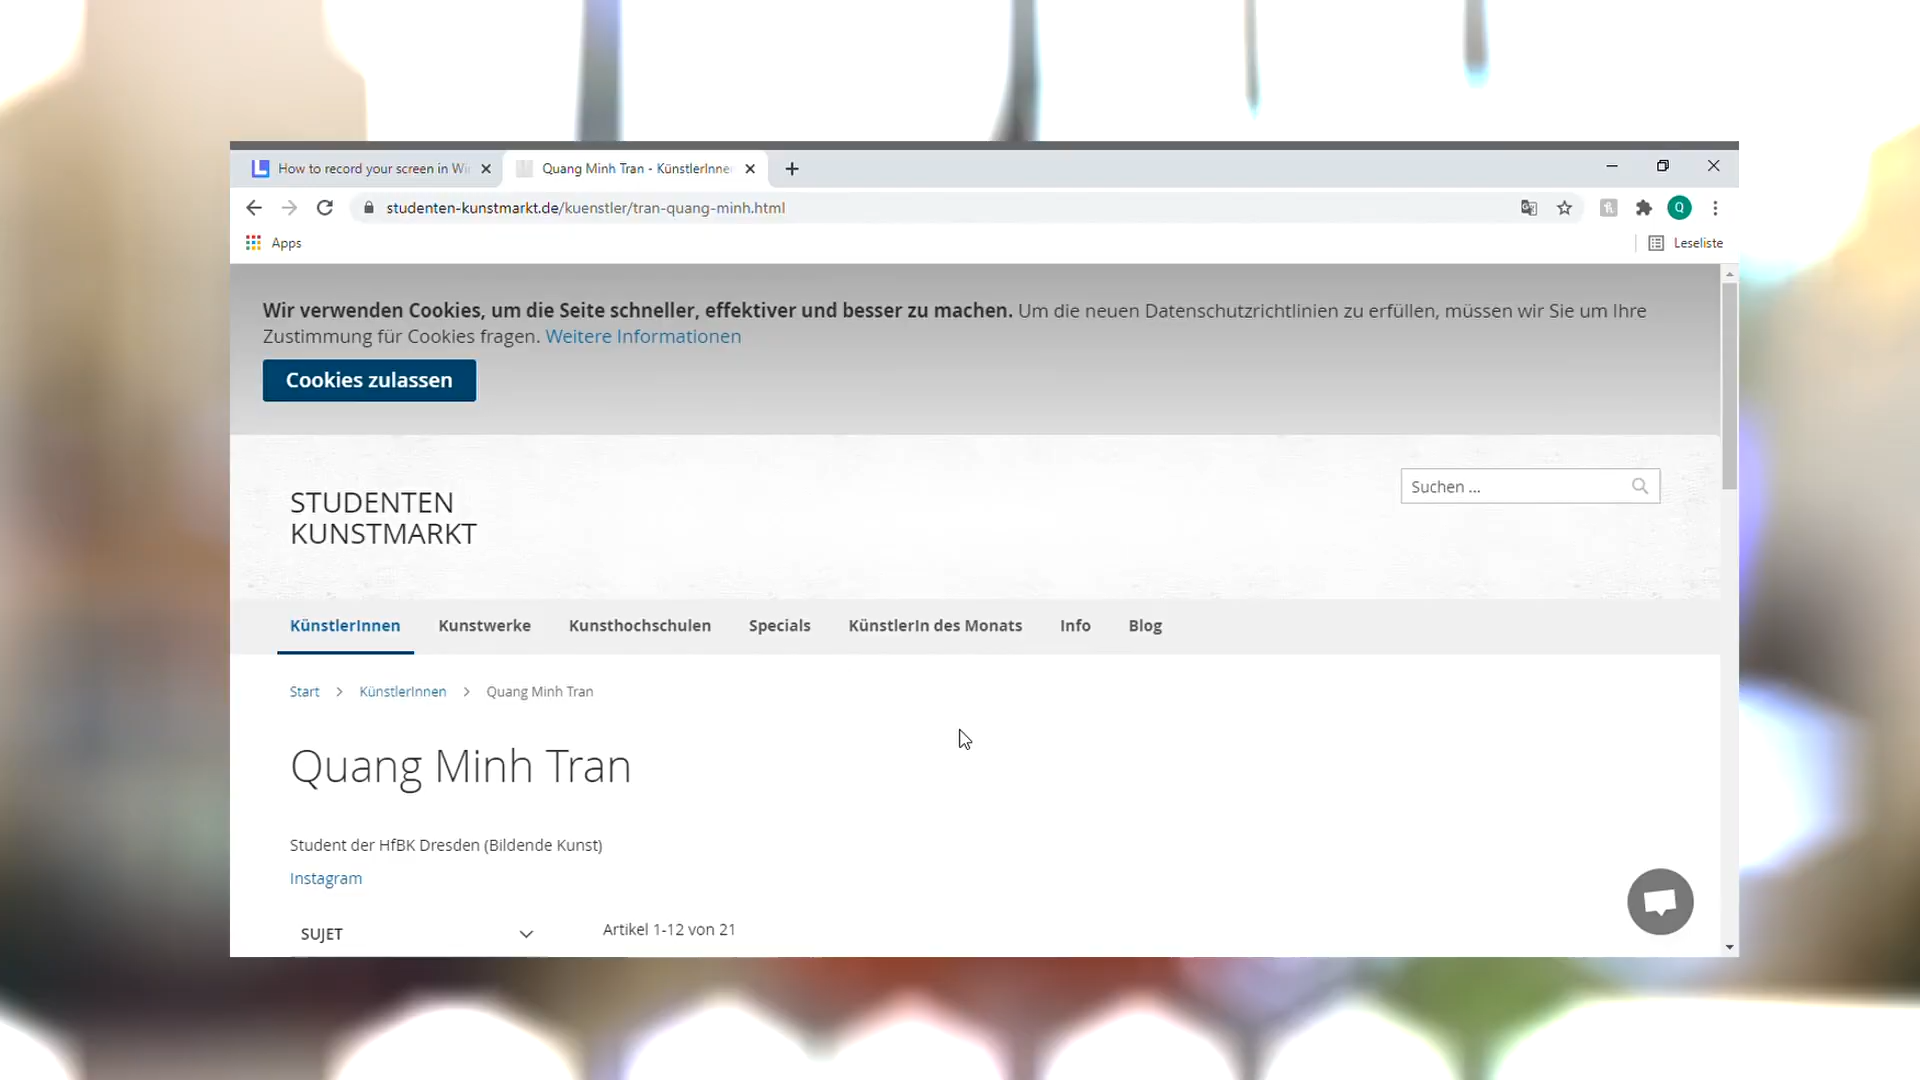 How to record your screen in Wi
Quang Minh Tran - KünstlerInne
studenten-kunstmarkt.de/kuenstler/tran-quang-minh.html
Q
Apps
Leseliste
Wir verwenden Cookies, um die Seite schneller, effektiver und besser zu machen. Um die neuen Datenschutzrichtlinien zu erfüllen, müssen wir Sie um Ihre
Zustimmung für Cookies fragen. Weitere Informationen
Cookies zulassen
STUDENTEN
KUNSTMARKT
Suchen ...
KünstlerInnen Kunstwerke Kunsthochschulen Specials KünstlerIn des Monats Info Blog
Start > KünstlerInnen > Quang Minh Tran
Quang Minh Tran
Student der HfBK Dresden (Bildende Kunst)
Instagram
SUJET
Artikel 1-12 von 21